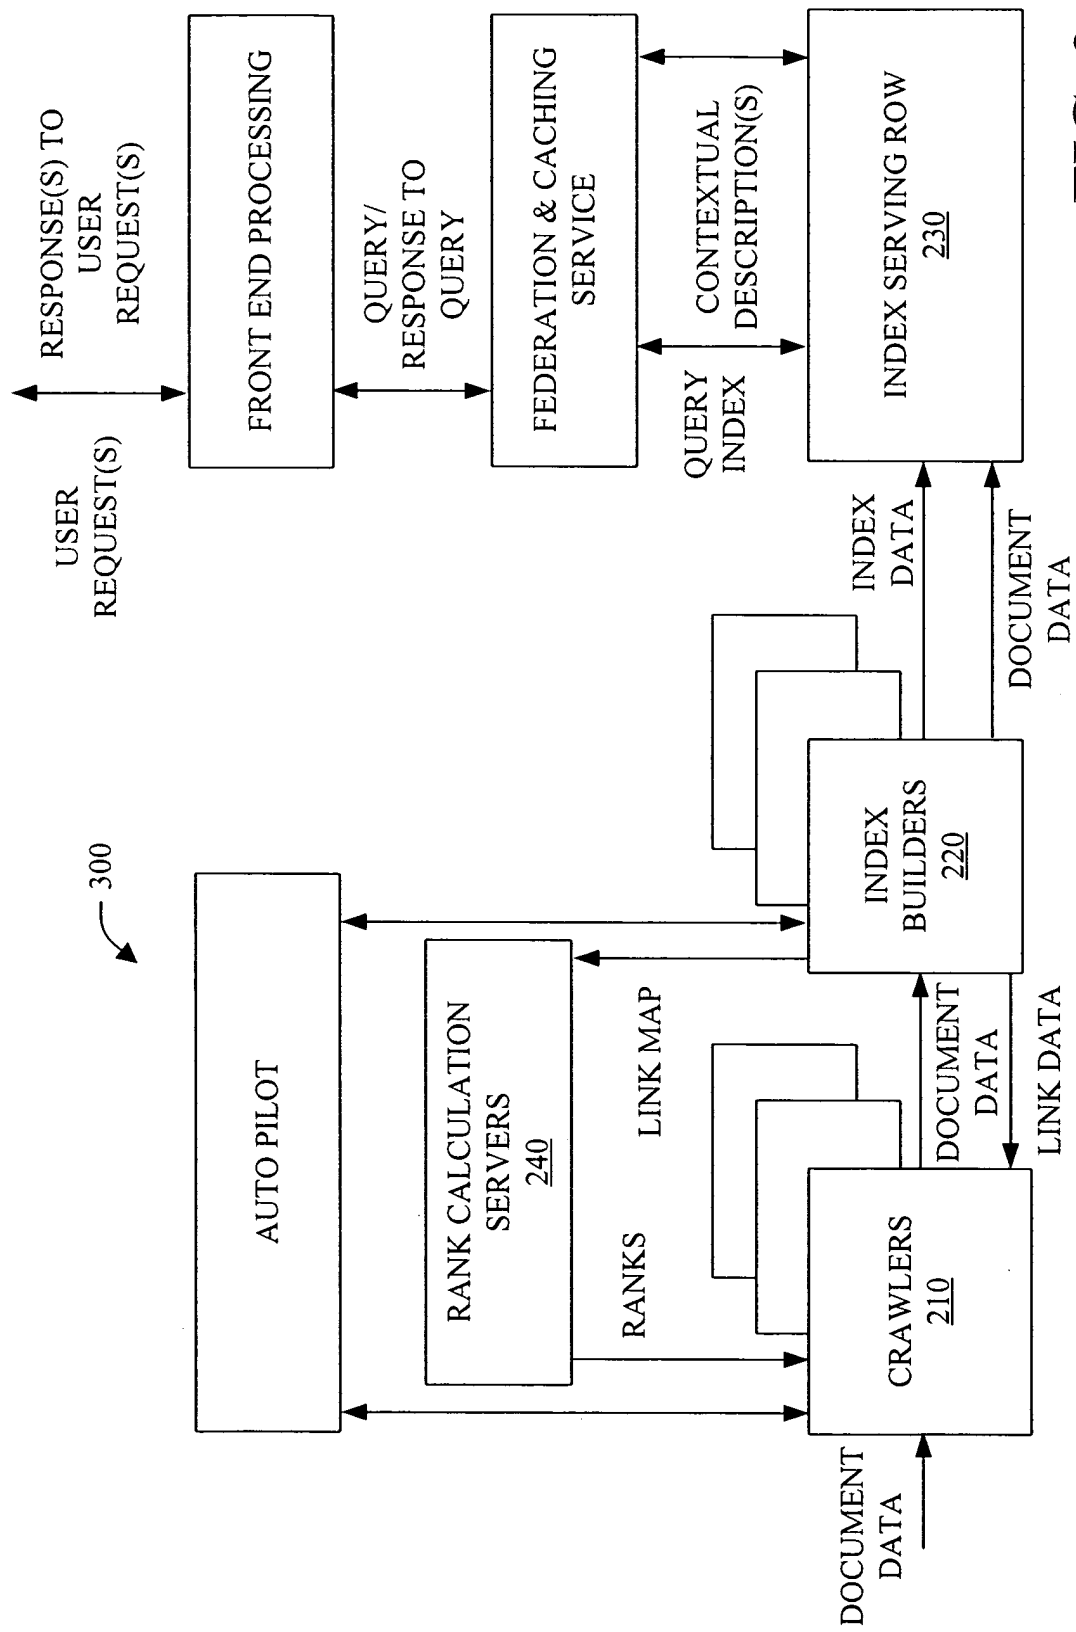 300
AUTO PILOT
RANK CALCULATION
SERVERS
240
RANKS
LINK MAP
DOCUMENT
DATA
CRAWLERS
210
DOCUMENT
DATA
LINK DATA
INDEX
BUILDERS
220
INDEX
DATA
DOCUMENT
DATA
USER
REQUEST(S)
RESPONSE(S) TO
USER
REQUEST(S)
FRONT END PROCESSING
QUERY/
RESPONSE TO
QUERY
FEDERATION & CACHING
SERVICE
QUERY
INDEX
CONTEXTUAL
DESCRIPTION(S)
INDEX SERVING ROW
230